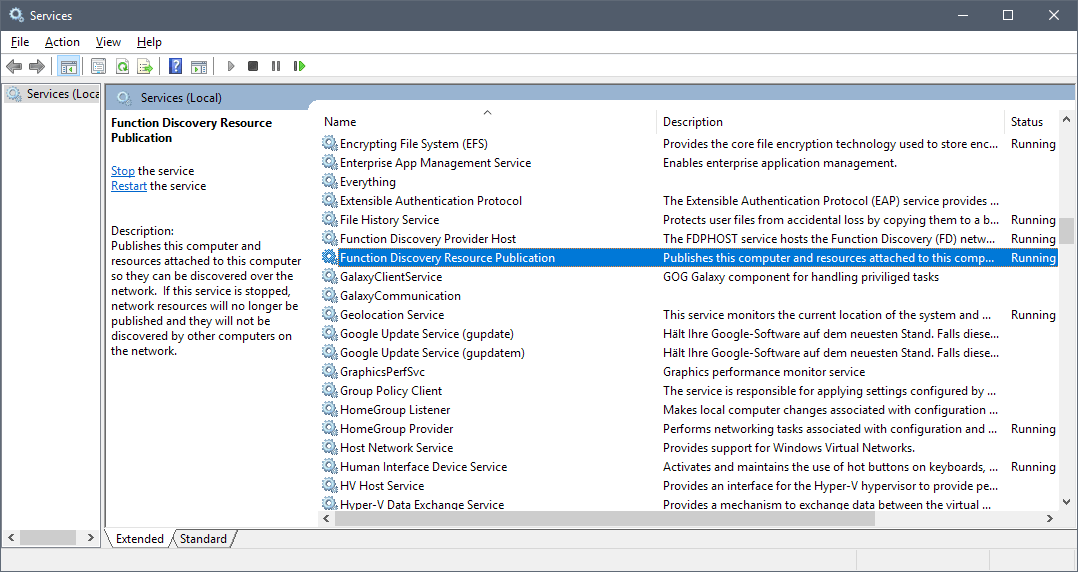 Services
File Action View Help
Services (Loca
Services (Local)
Function Discovery Resource
Publication
Stop the service
Restart the service
Description:
Publishes this computer and
resources attached to this computer
so they can be discovered over the
network. If this service is stopped,
network resources will no longer be
published and they will not be
discovered by other computers on
the network.
Name Description Status
Encrypting File System (EFS) Provides the core file encryption technology used to store enc... Running
Enterprise App Management Service Enables enterprise application management.
Everything
Extensible Authentication Protocol The Extensible Authentication Protocol (EAP) service provides ...
File History Service Protects user files from accidental loss by copying them to a b... Running
Function Discovery Provider Host The FDPHOST service hosts the Function Discovery (FD) netw... Running
Function Discovery Resource Publication Publishes this computer and resources attached to this comp... Running
GalaxyClientService GOG Galaxy component for handling priviliged tasks
GalaxyCommunication
Geolocation Service This service monitors the current location of the system and ... Running
Google Update Service (gupdate) Hält Ihre Google-Software auf dem neuesten Stand. Falls diese...
Google Update Service (gupdatem) Hält Ihre Google-Software auf dem neuesten Stand. Falls diese...
GraphicsPerfSvc Graphics performance monitor service
Group Policy Client The service is responsible for applying settings configured by ...
HomeGroup Listener Makes local computer changes associated with configuration ...
HomeGroup Provider Performs networking tasks associated with configuration and ... Running
Host Network Service Provides support for Windows Virtual Networks.
Human Interface Device Service Activates and maintains the use of hot buttons on keyboards, ... Running
HV Host Service Provides an interface for the Hyper-V hypervisor to provide pe...
Hyper-V Data Exchange Service Provides a mechanism to exchange data between the virtual ...
Extended Standard